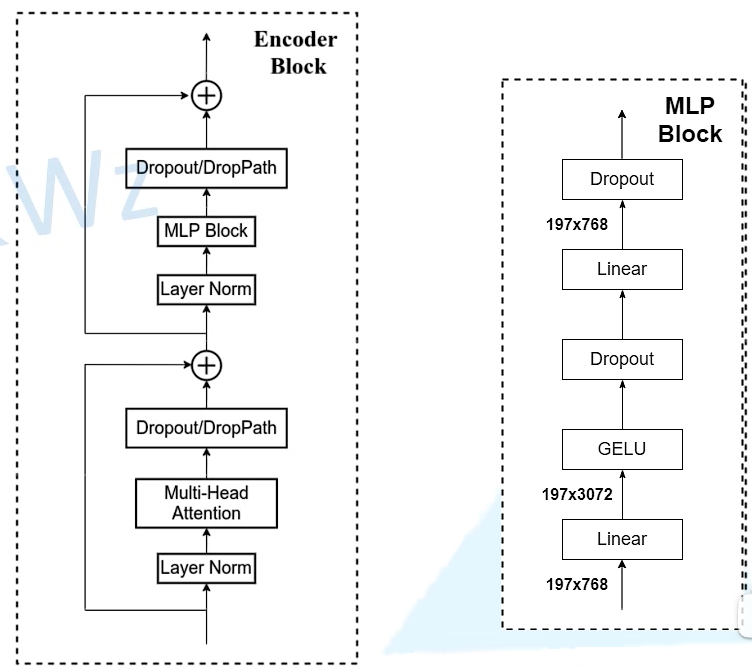 Encoder
Block
Dropout/DropPath
MLP Block
Layer Norm
Dropout/DropPath
Multi-Head
Attention
Layer Norm
MLP
Block
Dropout
197x768
Linear
Dropout
GELU
197x3072
Linear
197x768